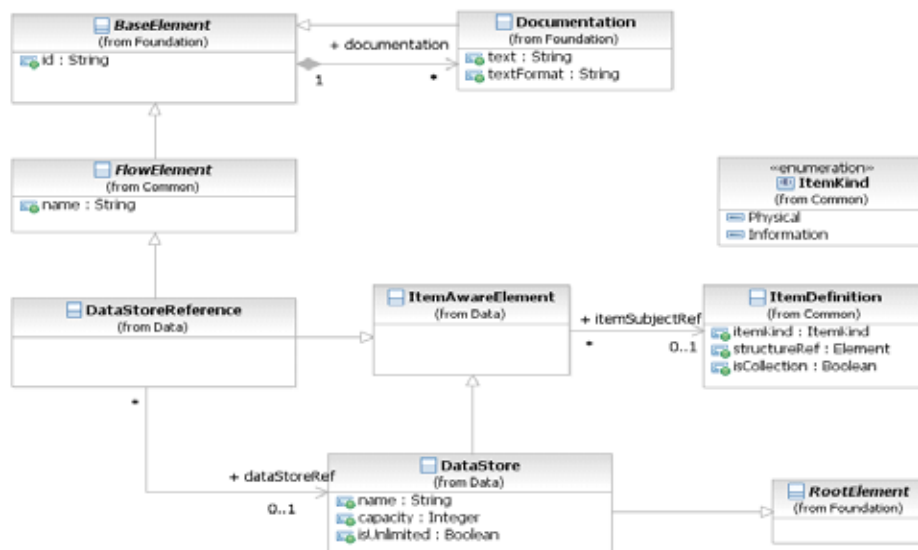 BaseElement
(from Foundation)
id : String
Documentation
(from Foundation)
text : String
textFormat : String
+ documentation
1
*
FlowElement
(from Common)
name : String
«enumeration»
ItemKind
(from Common)
Physical
Information
DataStoreReference
(from Data)
ItemAwareElement
(from Data)
+ itemSubjectRef
*
0..1
ItemDefinition
(from Common)
itemKind : ItemKind
structureRef : Element
isCollection : Boolean
*
+ dataStoreRef
0..1
DataStore
(from Data)
name : String
capacity : Integer
isUnlimited : Boolean
RootElement
(from Foundation)